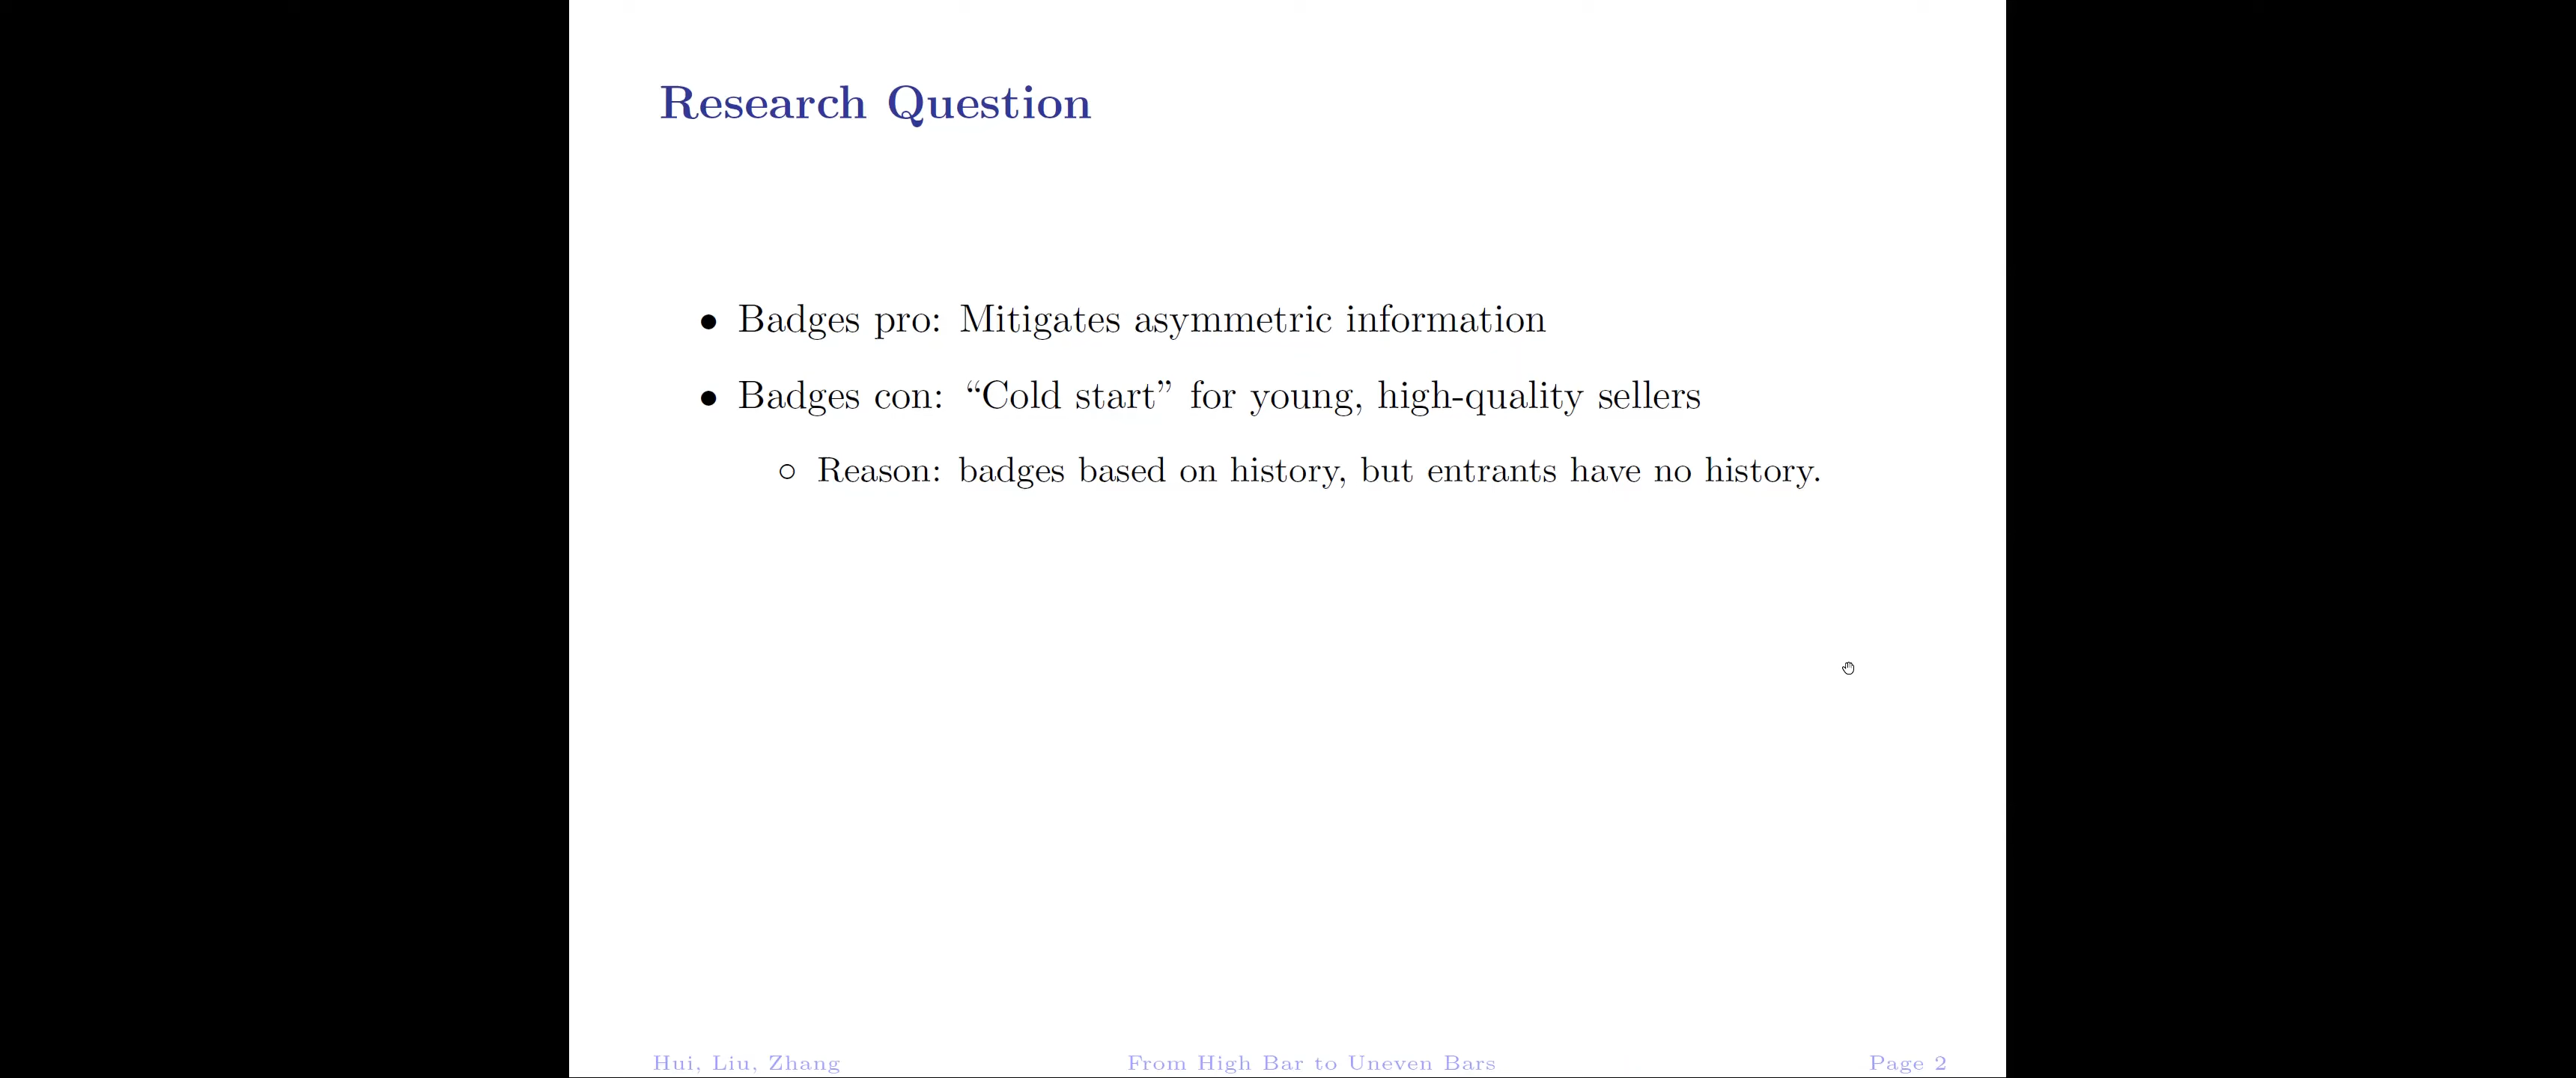 Research Question
• Badges pro: Mitigates asymmetric information
• Badges con: “Cold start” for young, high-quality sellers
○ Reason: badges based on history, but entrants have no history.
Hui, Liu, Zhang
From High Bar to Uneven Bars
Page 2